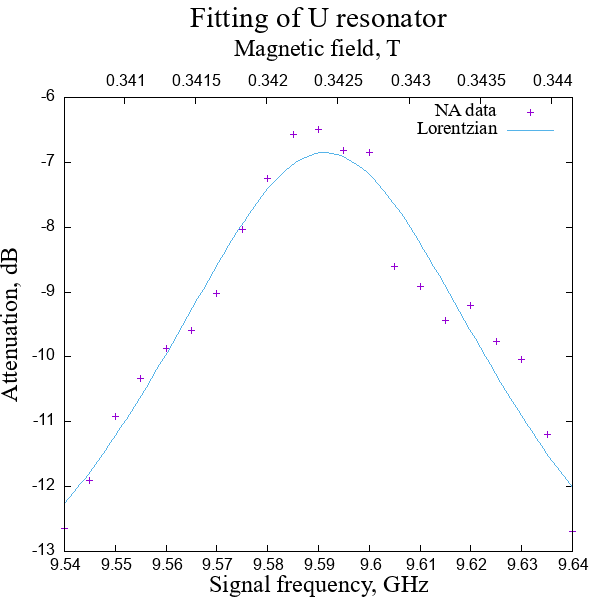 Fitting of U resonator
Magnetic field, T
0.341 0.3415 0.342 0.3425 0.343 0.3435 0.344
-6
NA data
Lorentzian
-7
-8
-9
-10
-11
-12
-13
Attenuation, dB
9.54 9.55 9.56 9.57 9.58 9.59 9.6 9.61 9.62 9.63 9.64
Signal frequency, GHz